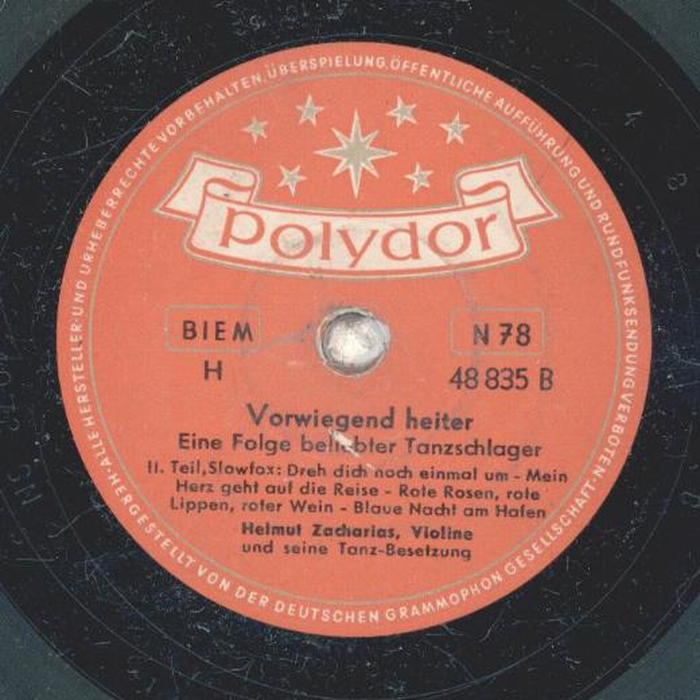 ·ALLE HERSTELLER-UND URHEBERRECHTE VORBEHALTEN, ÜBERSPIELUNG, ÖFFENTLICHE AUFFÜHRUNG UND RUNDFUNKSENDUNG VERBOTEN·
polydor
BIEM
N 78
H
48 835 B
Vorwiegend heiter
Eine Folge beliebter Tanzschlager
II. Teil, Slowfox: Dreh dich noch einmal um - Mein
Herz geht auf die Reise - Rote Rosen, rote
Lippen, roter Wein - Blaue Nacht am Hafen
Helmut Zacharias, Violine
und seine Tanz-Besetzung
HERGESTELLT VON DER DEUTSCHEN GRAMMOPHON GESELLSCHAFT·